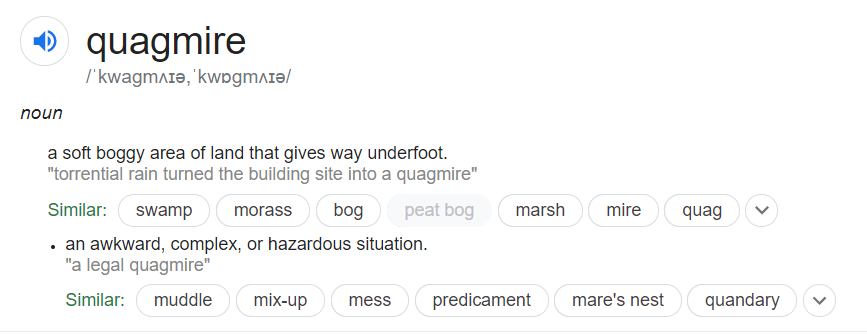 quagmire
/ˈkwaɡmʌɪə,ˈkwɒɡmʌɪə/
noun
a soft boggy area of land that gives way underfoot.
"torrential rain turned the building site into a quagmire"
Similar: swamp morass bog peat bog marsh mire quag
• an awkward, complex, or hazardous situation.
"a legal quagmire"
Similar: muddle mix-up mess predicament mare's nest quandary